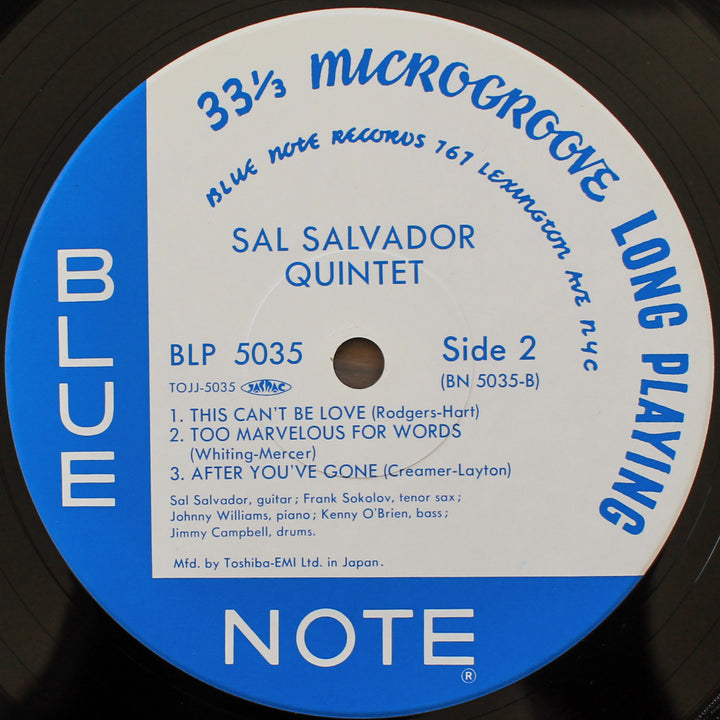 33⅓ MICROGROOVE LONG PLAYING
BLUE NOTE RECORDS 767 LEXINGTON AVE NYC
SAL SALVADOR
QUINTET
BLP 5035
Side 2
TOJJ-5035 JASRAC
(BN 5035-B)
1. THIS CAN'T BE LOVE (Rodgers-Hart)
2. TOO MARVELOUS FOR WORDS
(Whiting-Mercer)
3. AFTER YOU'VE GONE (Creamer-Layton)
Sal Salvador, guitar; Frank Sokolov, tenor sax;
Johnny Williams, piano; Kenny O'Brien, bass;
Jimmy Campbell, drums.
Mfd. by Toshiba-EMI Ltd. in Japan.
BLUE
NOTE®